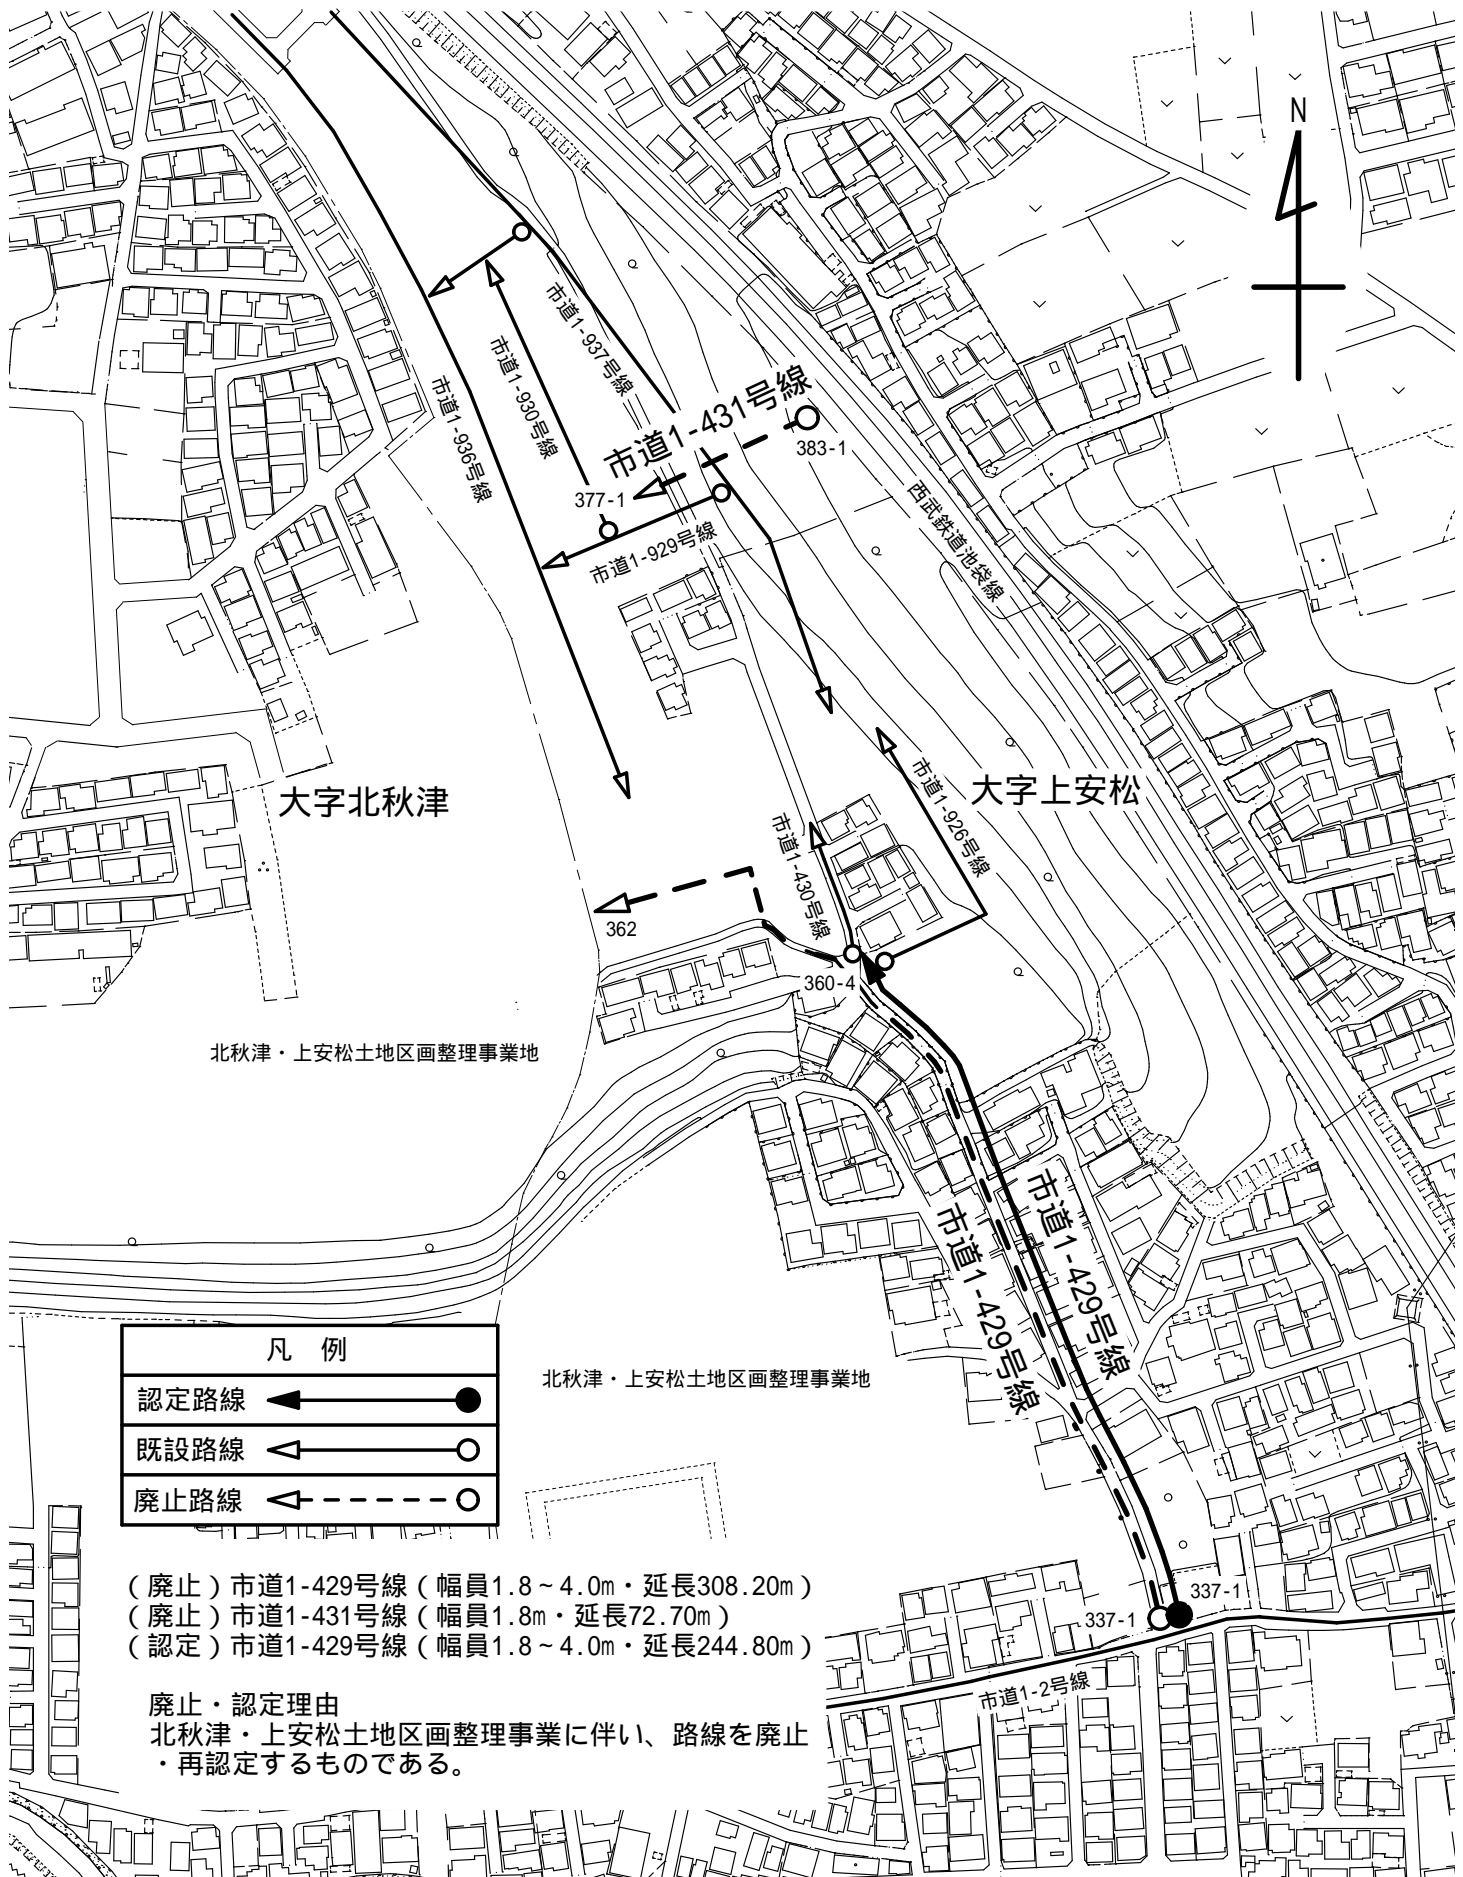 N
市道1-937号線
市道1-930号線
市道1-936号線
市道1-431号線
383-1
377-1
市道1-929号線
西武鉄道池袋線
大字北秋津
大字上安松
市道1-926号線
市道1-430号線
362
360-4
北秋津・上安松土地区画整理事業地
市道1-429号線
市道1-429号線
北秋津・上安松土地区画整理事業地
凡 例
認定路線
既設路線
廃止路線
（廃止）市道1-429号線（幅員1.8～4.0m・延長308.20m）
（廃止）市道1-431号線（幅員1.8m・延長72.70m）
（認定）市道1-429号線（幅員1.8～4.0m・延長244.80m）
337-1
337-1
市道1-2号線
廃止・認定理由
北秋津・上安松土地区画整理事業に伴い、路線を廃止
・再認定するものである。